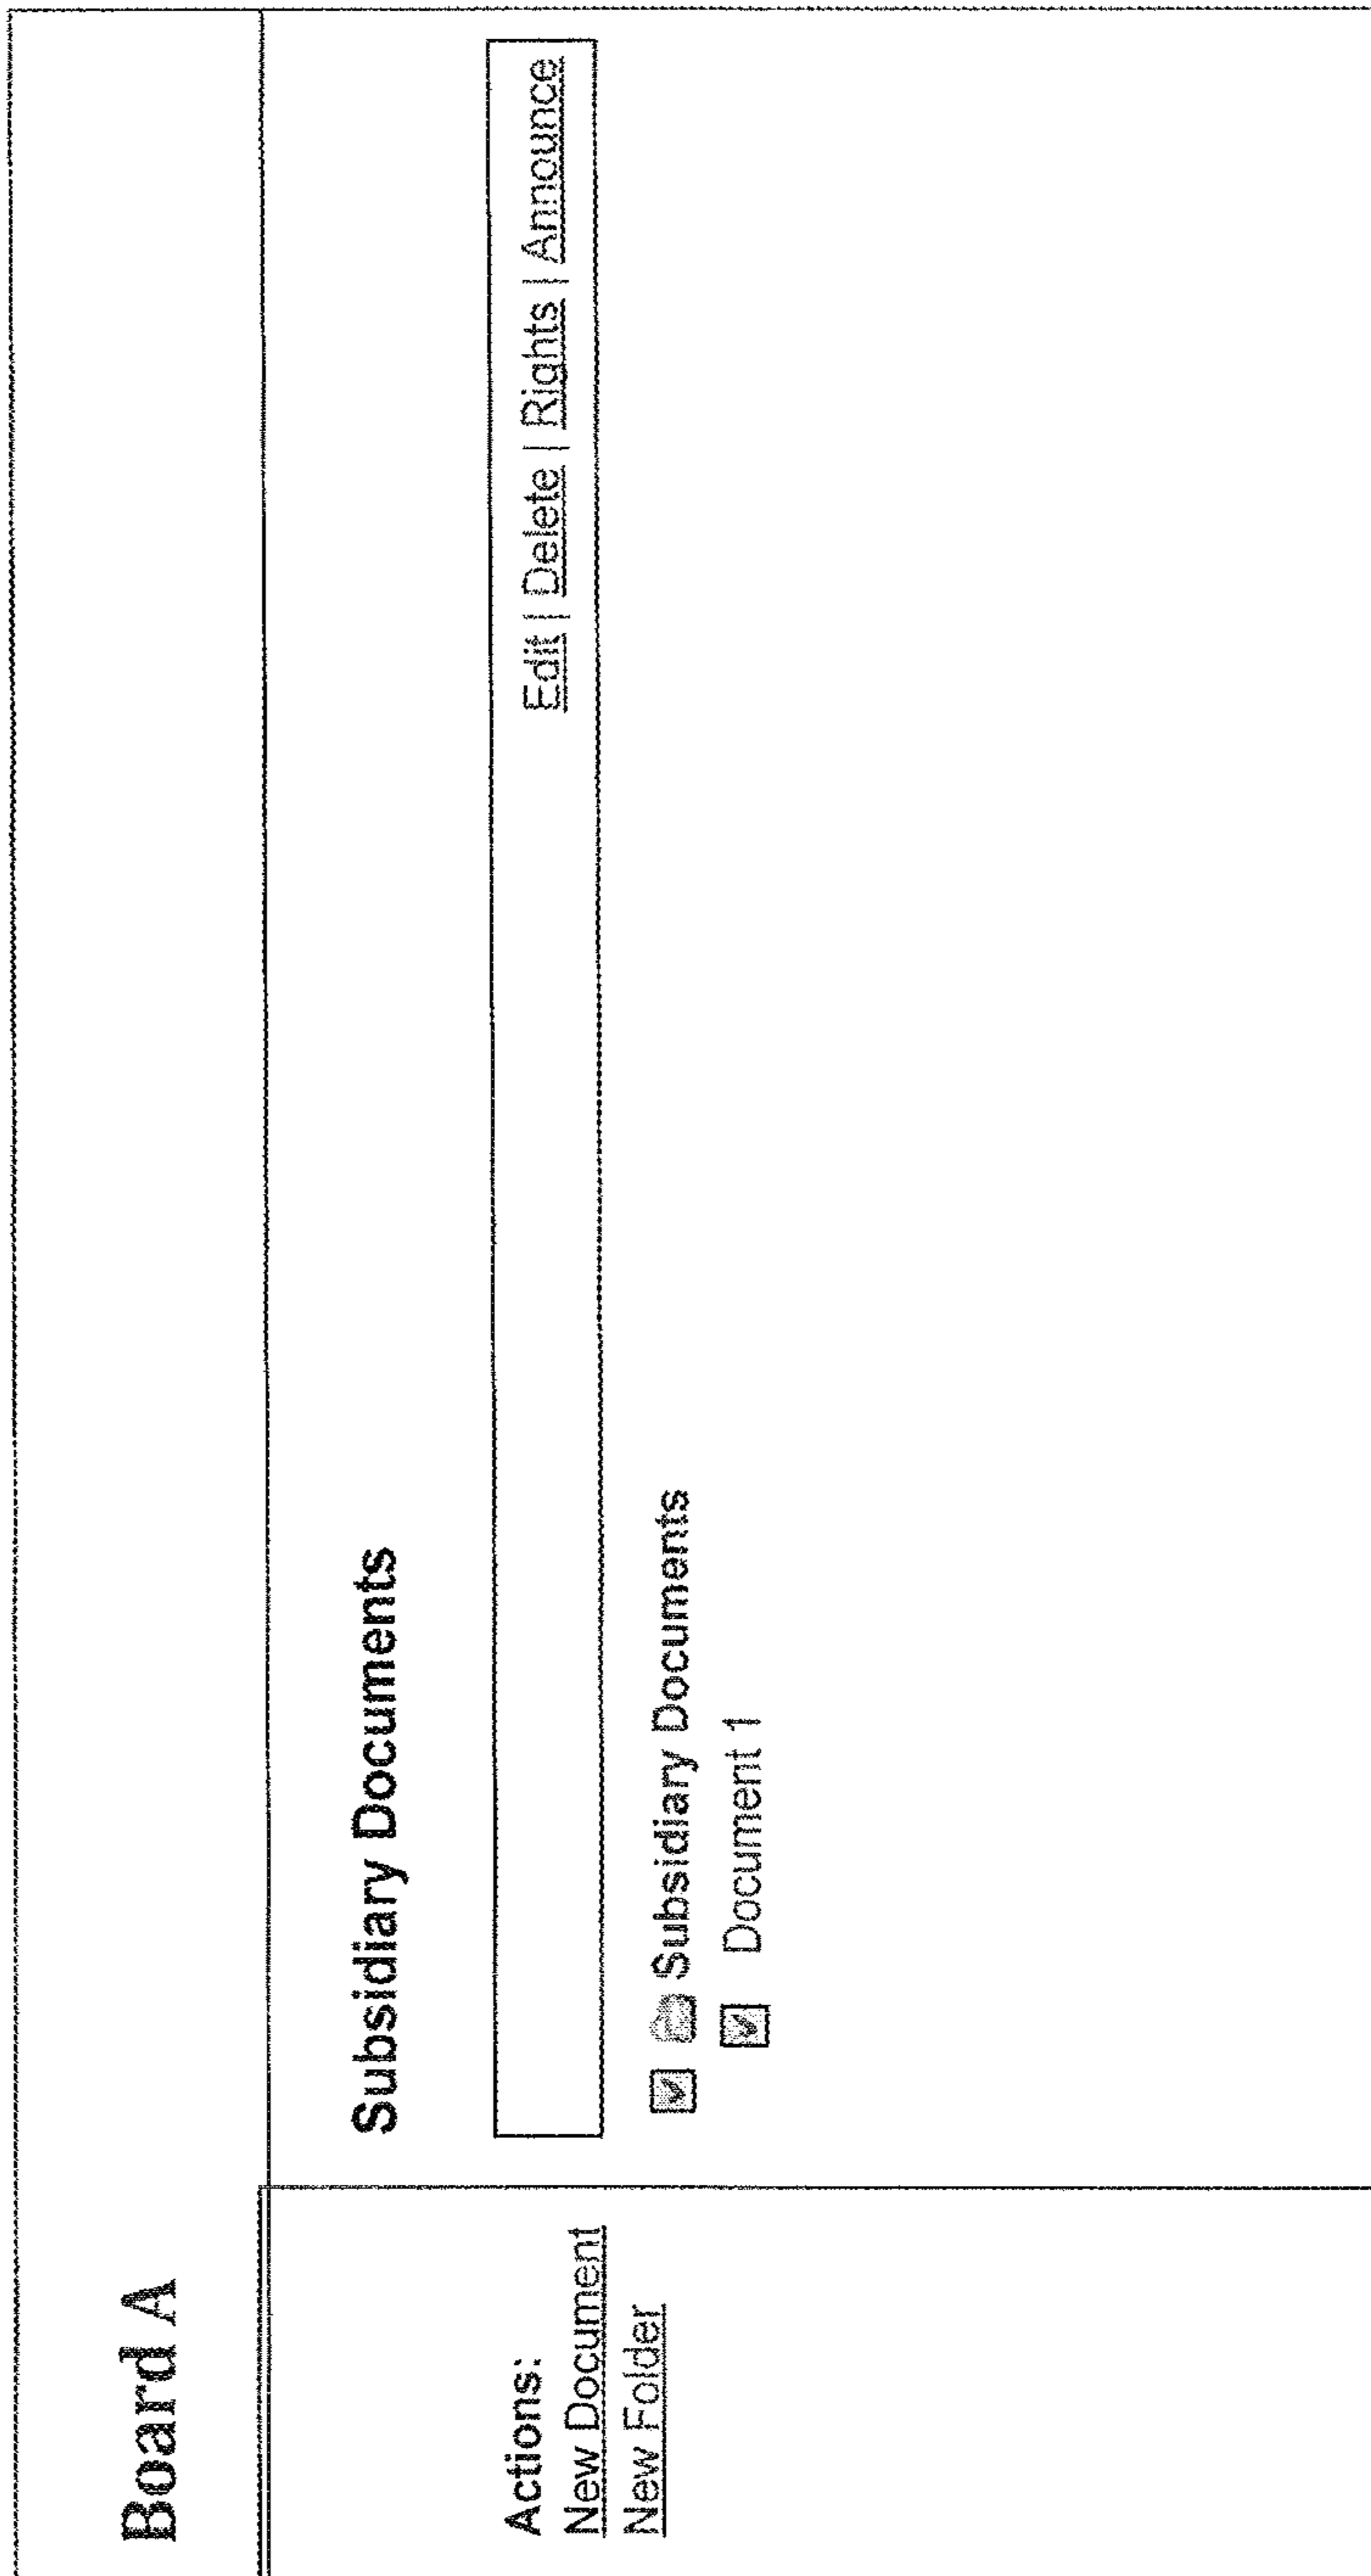 Board A
Actions:
New Document
New Folder
Subsidiary Documents
Edit | Delete | Rights | Announce
Subsidiary Documents
Document 1